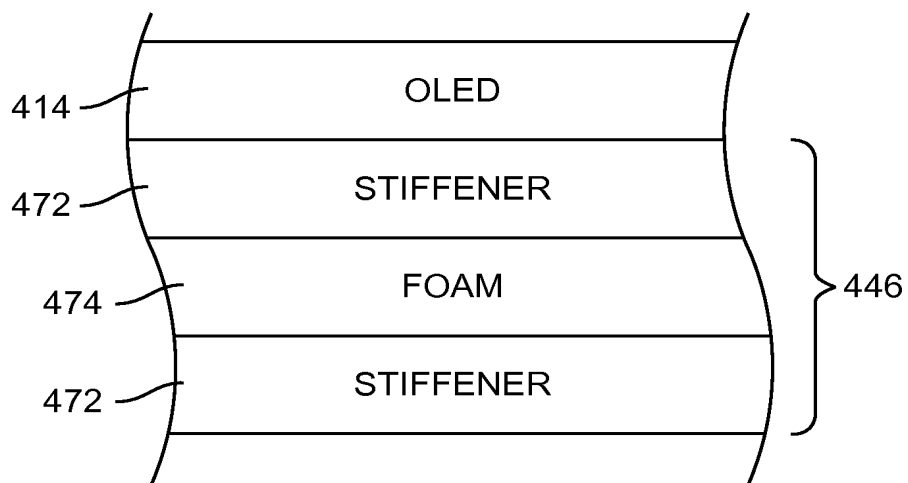 OLED
414
STIFFENER
472
FOAM
474
446
STIFFENER
472